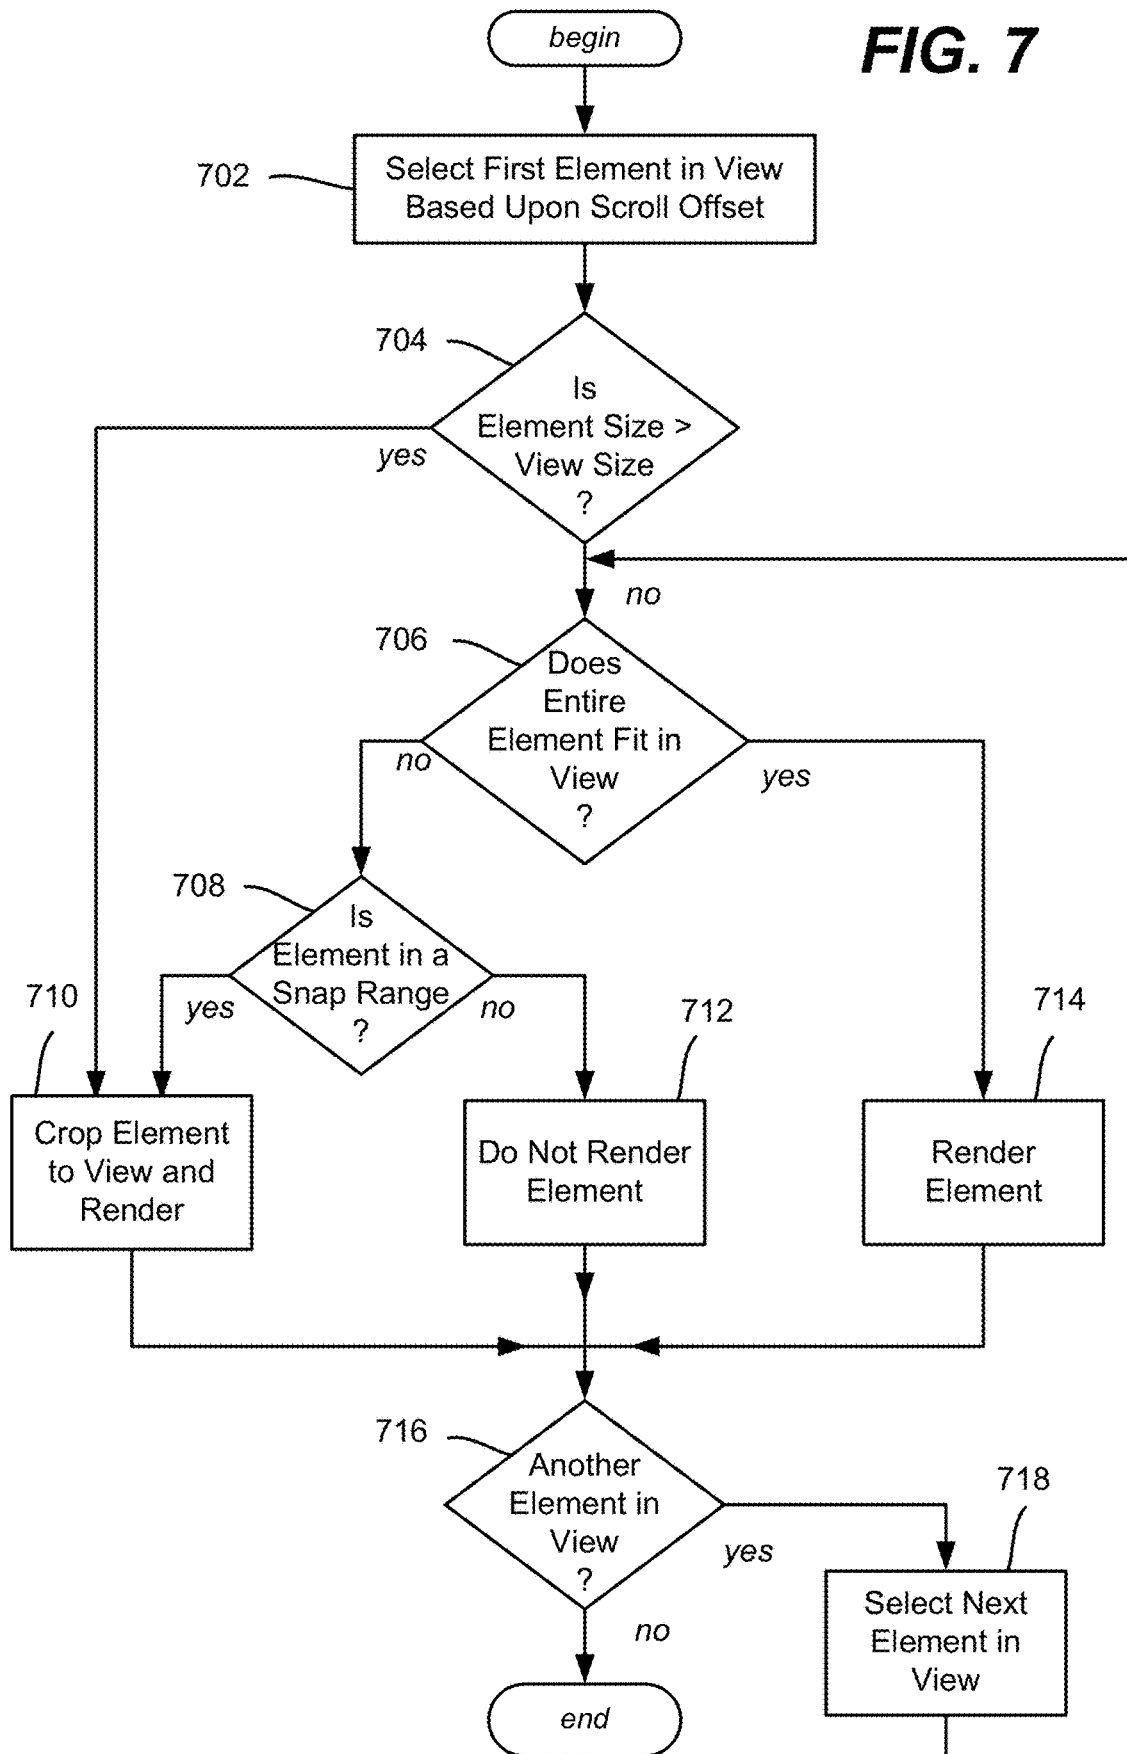 begin
FIG. 7
702
Select First Element in View
Based Upon Scroll Offset
704
Is
Element Size >
View Size
?
yes
no
706
Does
Entire
Element Fit in
View
?
no
yes
708
Is
Element in a
Snap Range
?
yes
no
710
712
714
Crop Element
to View and
Render
Do Not Render
Element
Render
Element
716
Another
Element in
View
?
yes
718
no
Select Next
Element in
View
end